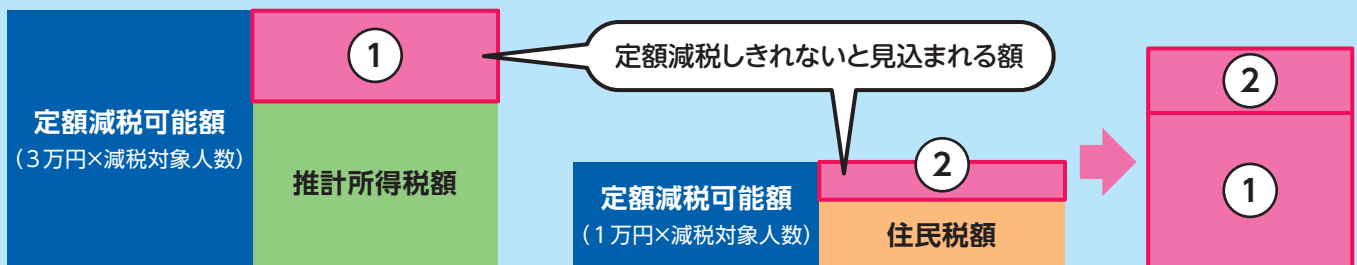 定額減税可能額
（3万円×減税対象人数）
①
推計所得税額
定額減税しきれないと見込まれる額
定額減税可能額
（1万円×減税対象人数）
②
住民税額
②
①